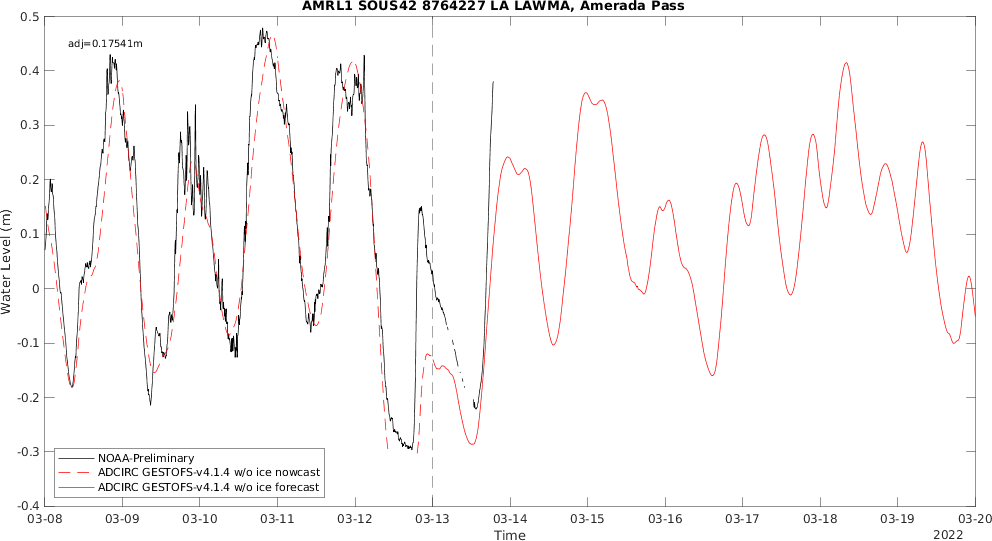 AMRL1 SOUS42 8764227 LA LAWMA, Amerada Pass
adj=0.17541m
0.5
0.4
0.3
0.2
0.1
0
-0.1
-0.2
-0.3
-0.4
Water Level (m)
NOAA-Preliminary
ADCIRC GESTOFS-v4.1.4 w/o ice nowcast
ADCIRC GESTOFS-v4.1.4 w/o ice forecast
03-08 03-09 03-10 03-11 03-12 03-13 03-14 03-15 03-16 03-17 03-18 03-19 03-20
Time
2022